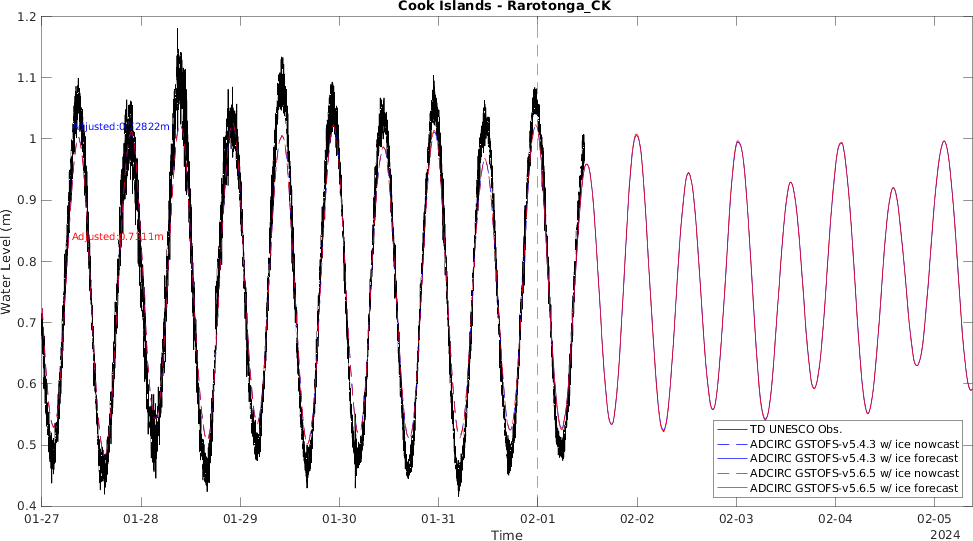 Cook Islands - Rarotonga_CK
1.2
1.1
1
0.9
0.8
0.7
0.6
0.5
0.4
Water Level (m)
Adjusted:0.12822m
Adjusted:0.7111m
TD UNESCO Obs.
ADCIRC GSTOFS-v5.4.3 w/ ice nowcast
ADCIRC GSTOFS-v5.4.3 w/ ice forecast
ADCIRC GSTOFS-v5.6.5 w/ ice nowcast
ADCIRC GSTOFS-v5.6.5 w/ ice forecast
01-27 01-28 01-29 01-30 01-31 02-01 02-02 02-03 02-04 02-05
Time
2024